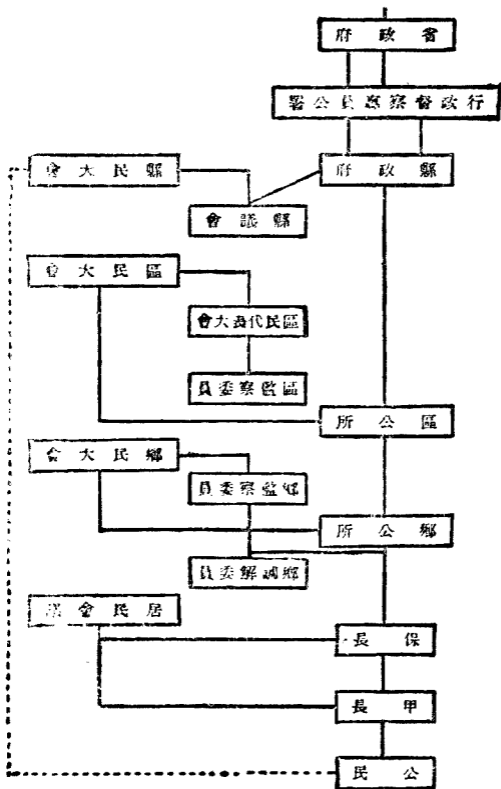 省政府
行政督察專員公署
縣民大會
縣政府
縣議會
區民大會
區民代表大會
區監察委員
區公所
鄉民大會
鄉監察委員
鄉公所
鄉調解委員
居民會議
保長
甲長
公民